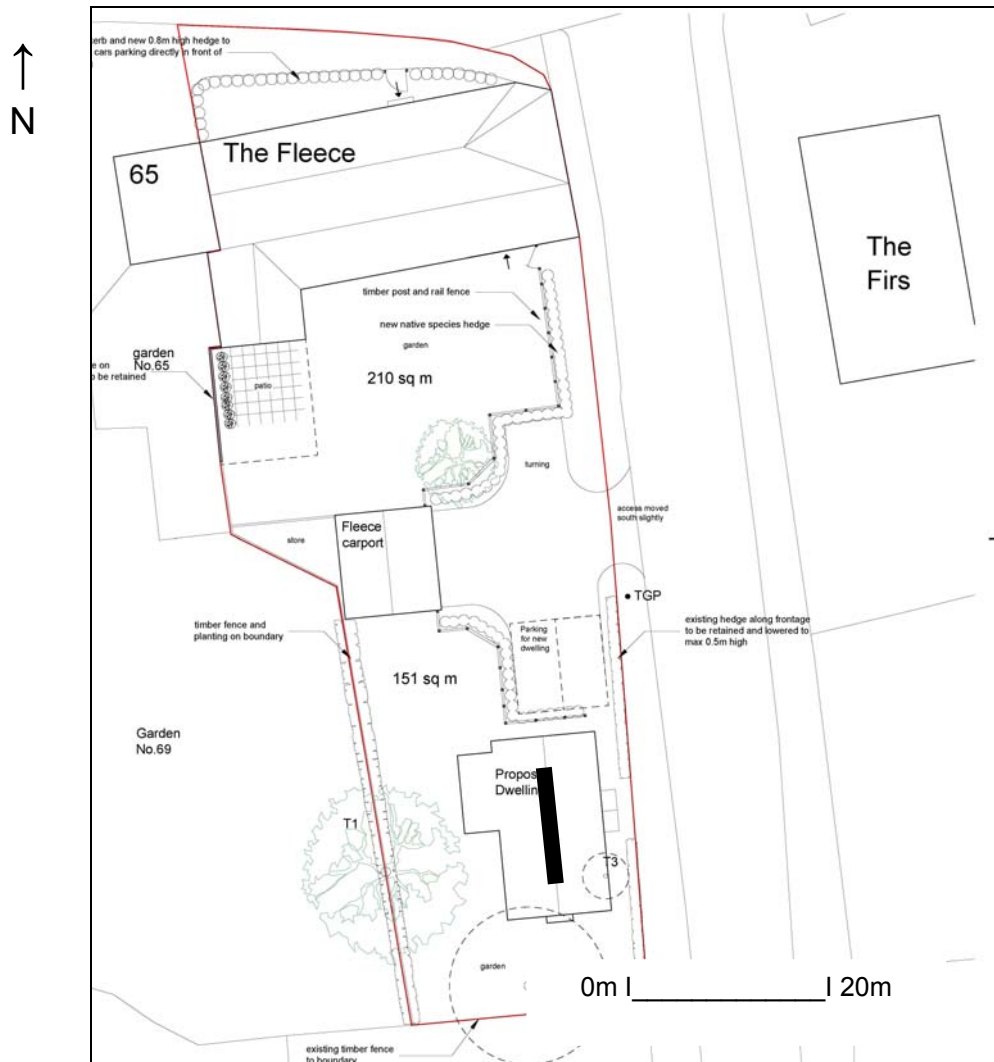 ↑
N
erb and new 0.8m high hedge to
cars parking directly in front of
65
The Fleece
The
Firs
timber post and rail fence
new native species hedge
garden
210 sq m
garden
No.65
e on
o be retained
patio
turning
access moved
south slightly
Fleece
carport
store
TGP
timber fence and
planting on boundary
existing hedge along frontage
to be retained and lowered to
max 0.5m high
Parking
for new
dwelling
151 sq m
Garden
No.69
Propos
Dwellin
T1
T3
garden
0m I_____________I 20m
existing timber fence
to boundary